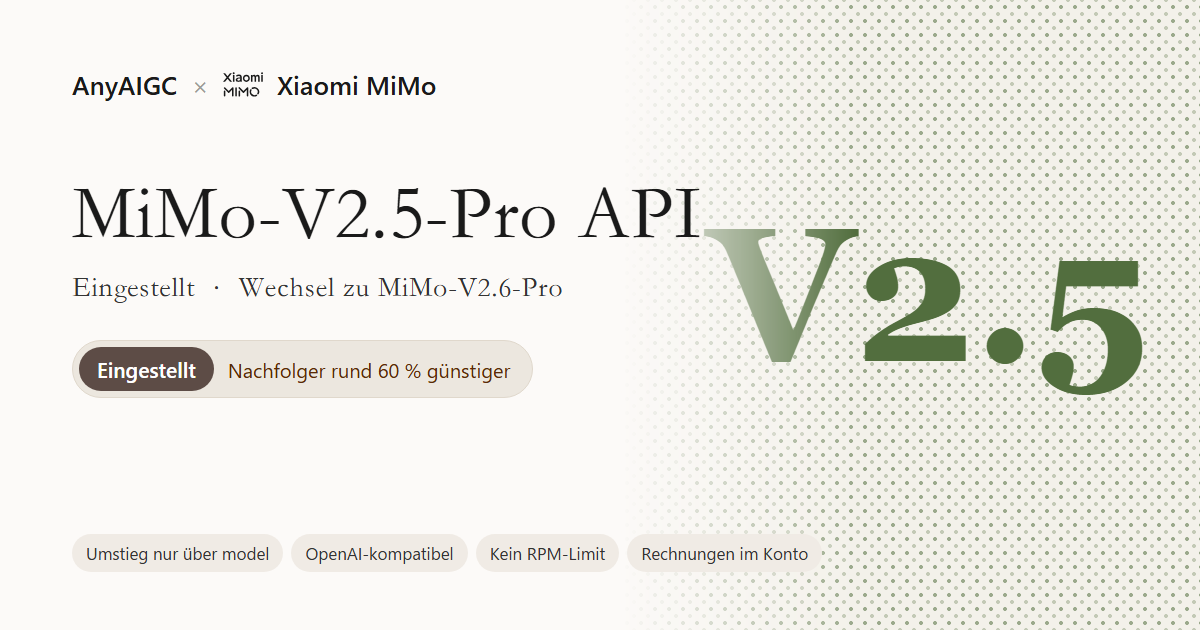 AnyAIGC × Xiaomi MIMO Xiaomi MiMo
MiMo-V2.5-Pro API
V2.5
Eingestellt · Wechsel zu MiMo-V2.6-Pro
Eingestellt Nachfolger rund 60 % günstiger
Umstieg nur über model OpenAI-kompatibel Kein RPM-Limit Rechnungen im Konto